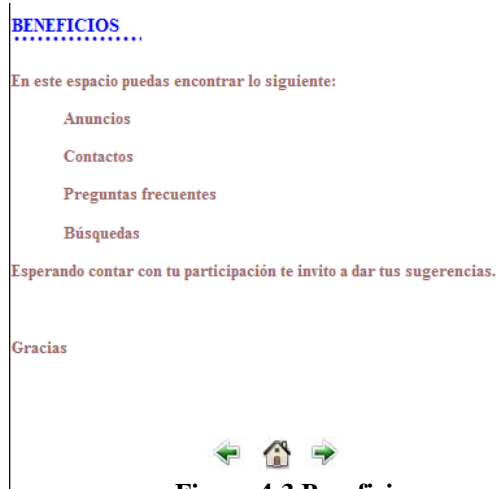 BENEFICIOS
En este espacio puedas encontrar lo siguiente:
Anuncios
Contactos
Preguntas frecuentes
Búsquedas
Esperando contar con tu participación te invito a dar tus sugerencias.
Gracias